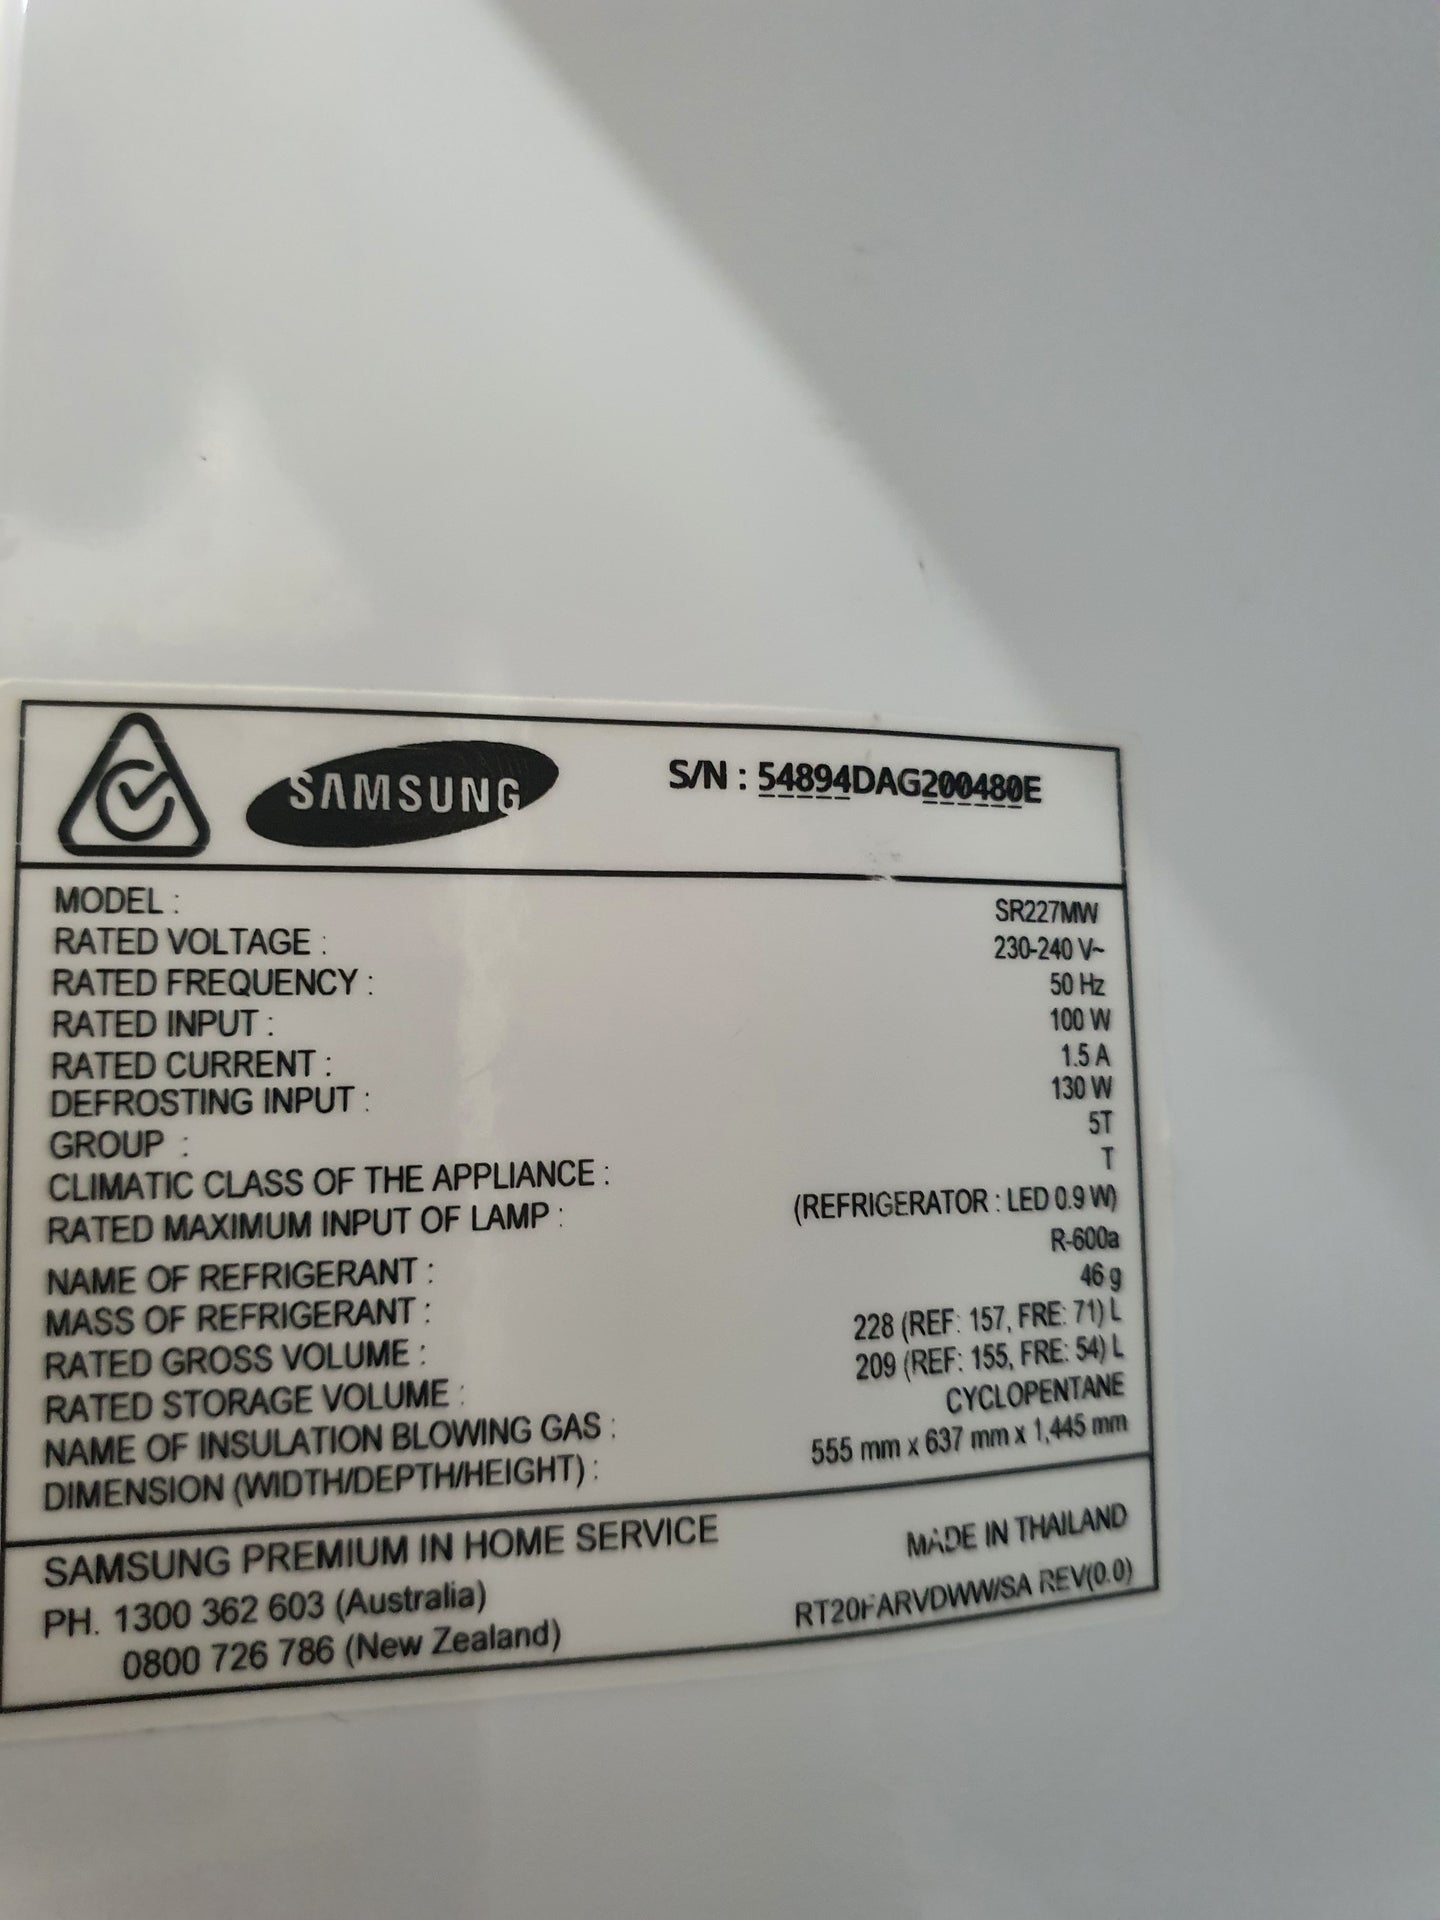 SAMSUNG
S/N : 54894DAG200480E
MODEL : SR227MW
RATED VOLTAGE : 230-240 V~
RATED FREQUENCY : 50 Hz
RATED INPUT : 100 W
RATED CURRENT : 1.5 A
DEFROSTING INPUT : 130 W
GROUP : 5T
CLIMATIC CLASS OF THE APPLIANCE : T
RATED MAXIMUM INPUT OF LAMP : (REFRIGERATOR : LED 0.9 W)
NAME OF REFRIGERANT : R-600a
MASS OF REFRIGERANT : 46 g
RATED GROSS VOLUME : 228 (REF: 157, FRE: 71) L
RATED STORAGE VOLUME : 209 (REF: 155, FRE: 54) L
NAME OF INSULATION BLOWING GAS : CYCLOPENTANE
DIMENSION (WIDTH/DEPTH/HEIGHT) : 555 mm x 637 mm x 1,445 mm
SAMSUNG PREMIUM IN HOME SERVICE
PH. 1300 362 603 (Australia)
0800 726 786 (New Zealand)
MADE IN THAILAND
RT20FARVDWW/SA REV(0.0)